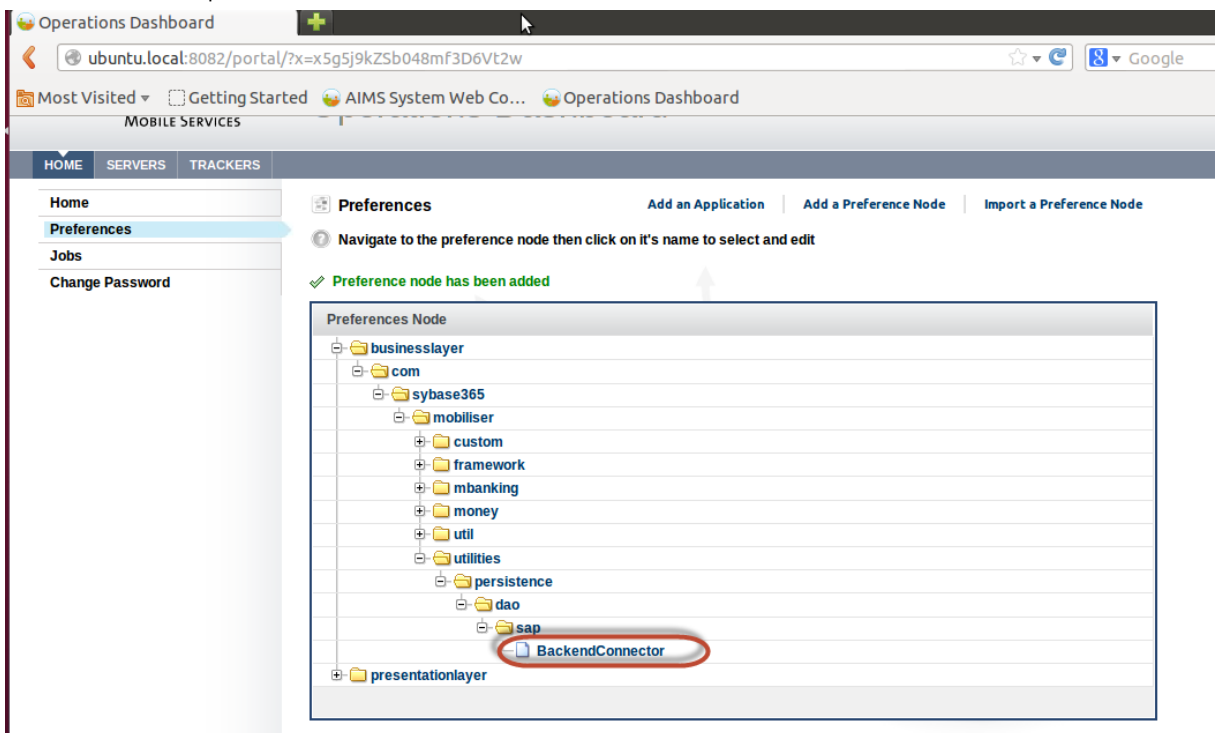 Operations Dashboard
ubuntu.local:8082/portal/?x=x5g5j9kZSb048mf3D6Vt2w
Google
Most Visited Getting Started AIMS System Web Co... Operations Dashboard
MOBILE SERVICES
HOME SERVERS TRACKERS
Home
Preferences
Jobs
Change Password
Preferences Add an Application Add a Preference Node Import a Preference Node
Navigate to the preference node then click on it's name to select and edit
Preference node has been added
Preferences Node
businesslayer
com
sybase365
mobiliser
custom
framework
mbanking
money
util
utilities
persistence
dao
sap
BackendConnector
presentationlayer